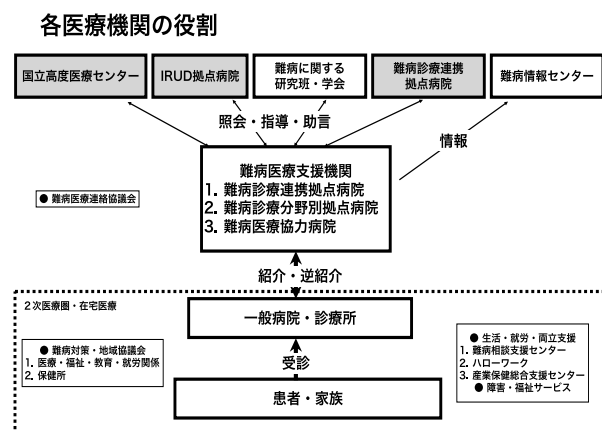 各医療機関の役割
国立高度医療センター
IRUD拠点病院
難病に関する
研究班・学会
難病診療連携
拠点病院
難病情報センター
照会・指導・助言
情報
難病医療支援機関
1. 難病診療連携拠点病院
2. 難病診療分野別拠点病院
3. 難病医療協力病院
● 難病医療連絡協議会
紹介・逆紹介
２次医療圏・在宅医療
一般病院・診療所
● 難病対策・地域協議会
1. 医療・福祉・教育・就労関係
2. 保健所
受診
● 生活・就労・両立支援
1. 難病相談支援センター
2. ハローワーク
3. 産業保健総合支援センター
● 障害・福祉サービス
患者・家族